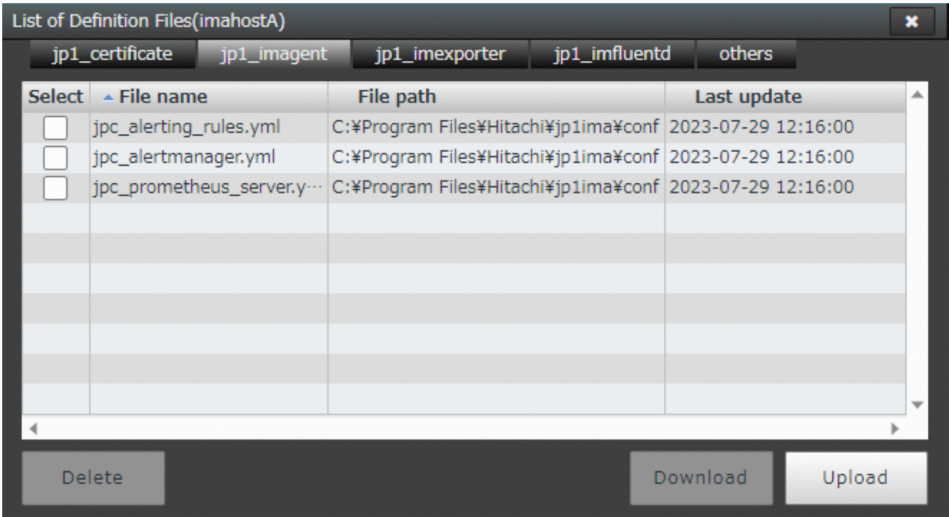 List of Definition Files(imahostA)
jp1_certificate jp1_imagent jp1_imexporter jp1_imfluentd others
Select File name File path Last update
jpc_alerting_rules.yml C:¥Program Files¥Hitachi¥jp1ima¥conf 2023-07-29 12:16:00
jpc_alertmanager.yml C:¥Program Files¥Hitachi¥jp1ima¥conf 2023-07-29 12:16:00
jpc_prometheus_server.y··· C:¥Program Files¥Hitachi¥jp1ima¥conf 2023-07-29 12:16:00
Delete Download Upload